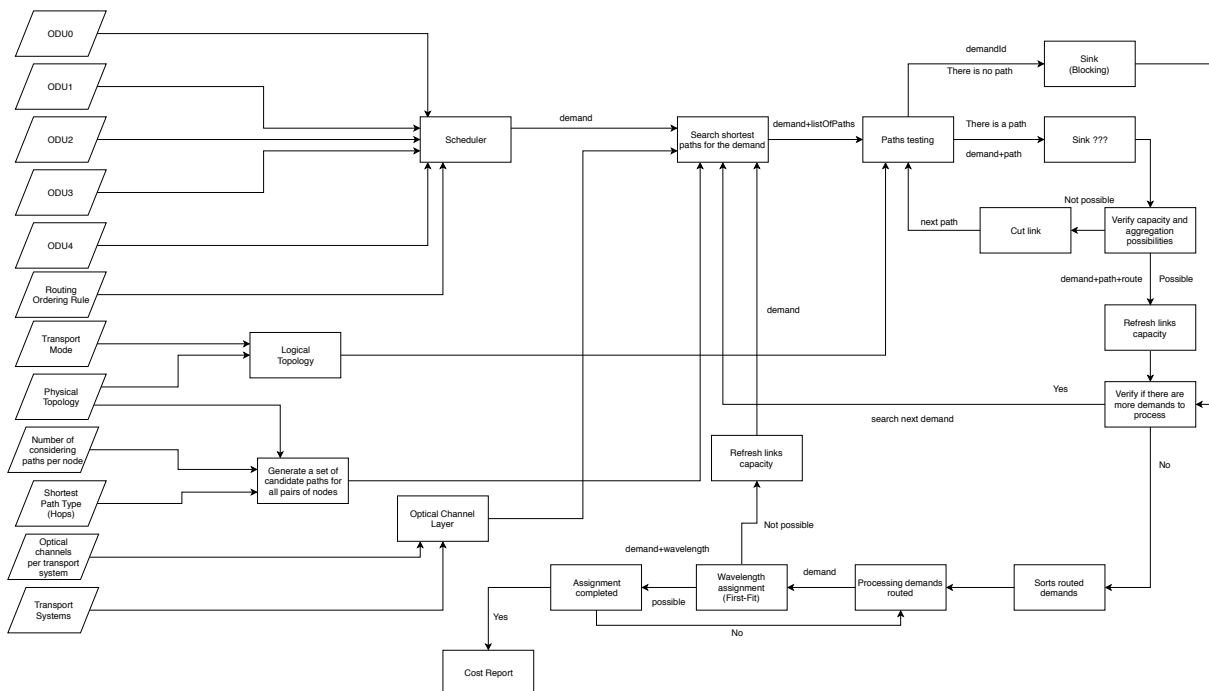 ODU0
ODU1
ODU2
ODU3
ODU4
Routing
Ordering Rule
Transport
Mode
Physical
Topology
Number of
considering
paths per node
Shortest
Path Type
(Hops)
Optical
channels
per transport
system
Transport
Systems
Logical
Topology
Generate a set of
candidate paths for
all pairs of nodes
Optical Channel
Layer
Scheduler
demand
Search shortest
paths for the demand
demand+listOfPaths
Paths testing
demandId
There is no path
Sink
(Blocking)
There is a path
demand+path
Sink ???
Not possible
Verify capacity and
aggregation
possibilities
Cut link
next path
demand+path+route
Possible
Refresh links
capacity
Verify if there are
more demands to
process
Yes
search next demand
No
demand
Refresh links
capacity
Not possible
demand+wavelength
Sorts routed
demands
Processing demands
routed
demand
Wavelength
assignment
(First-Fit)
possible
Assignment
completed
No
Yes
Cost Report